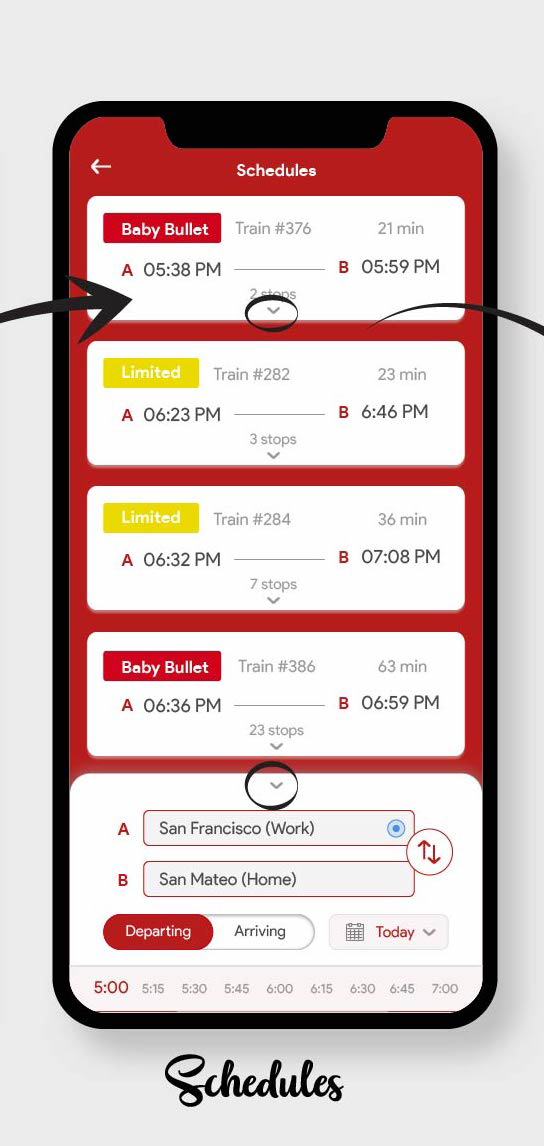 Schedules
Baby Bullet Train #376 21 min
A 05:38 PM B 05:59 PM
2 stops
Limited Train #282 23 min
A 06:23 PM B 6:46 PM
3 stops
Limited Train #284 36 min
A 06:32 PM B 07:08 PM
7 stops
Baby Bullet Train #386 63 min
A 06:36 PM B 06:59 PM
23 stops
A San Francisco (Work)
B San Mateo (Home)
Departing Arriving Today
5:00 5:15 5:30 5:45 6:00 6:15 6:30 6:45 7:00
Schedules